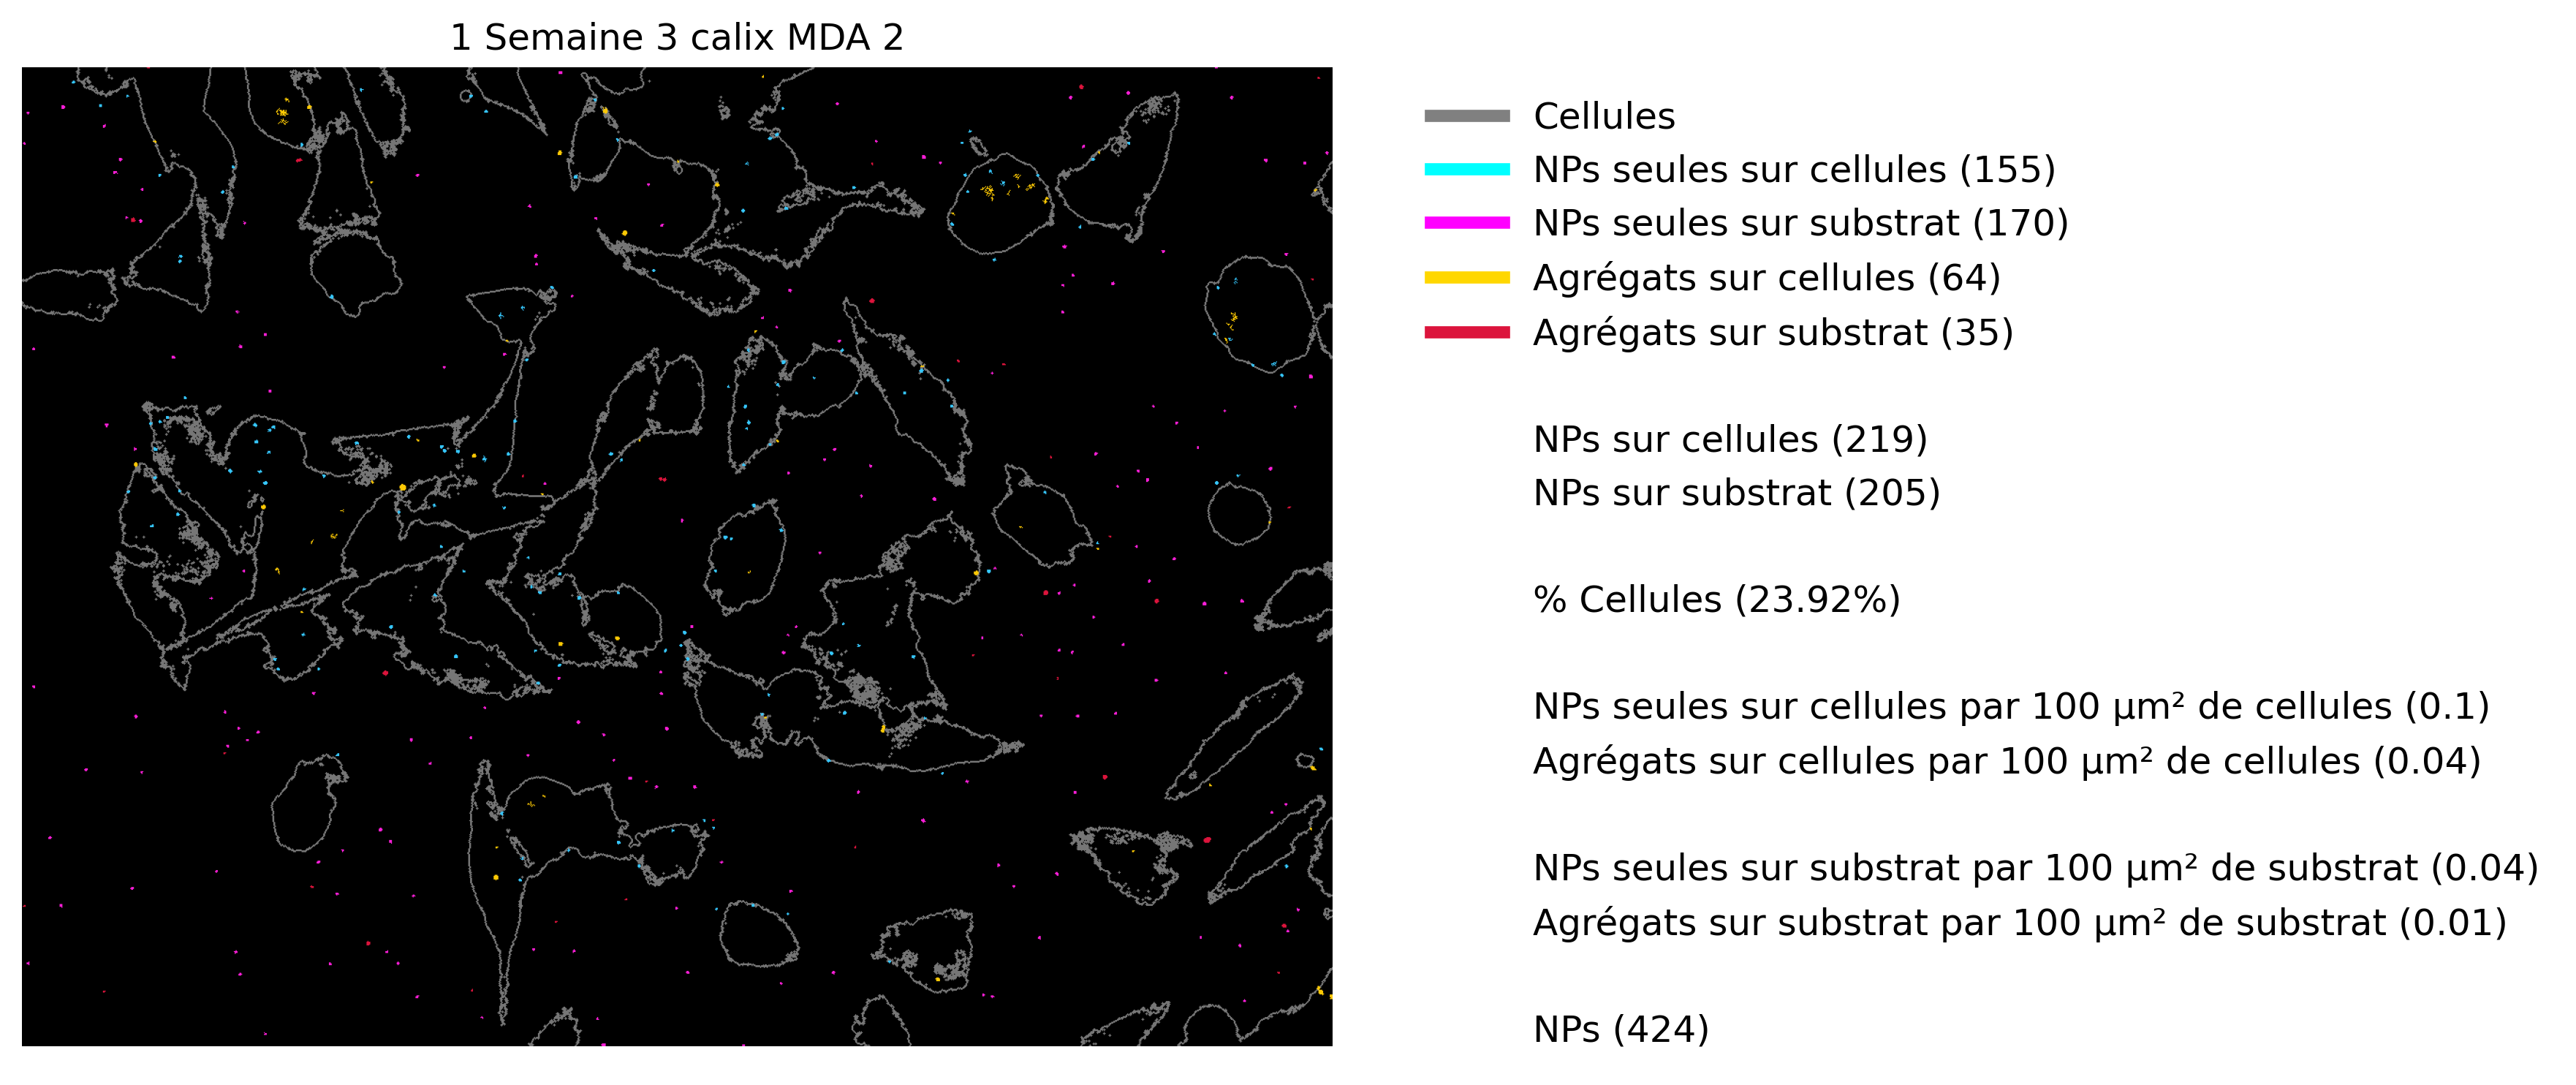 1 Semaine 3 calix MDA 2
Cellules
NPs seules sur cellules (155)
NPs seules sur substrat (170)
Agrégats sur cellules (64)
Agrégats sur substrat (35)
NPs sur cellules (219)
NPs sur substrat (205)
% Cellules (23.92%)
NPs seules sur cellules par 100 µm² de cellules (0.1)
Agrégats sur cellules par 100 µm² de cellules (0.04)
NPs seules sur substrat par 100 µm² de substrat (0.04)
Agrégats sur substrat par 100 µm² de substrat (0.01)
NPs (424)